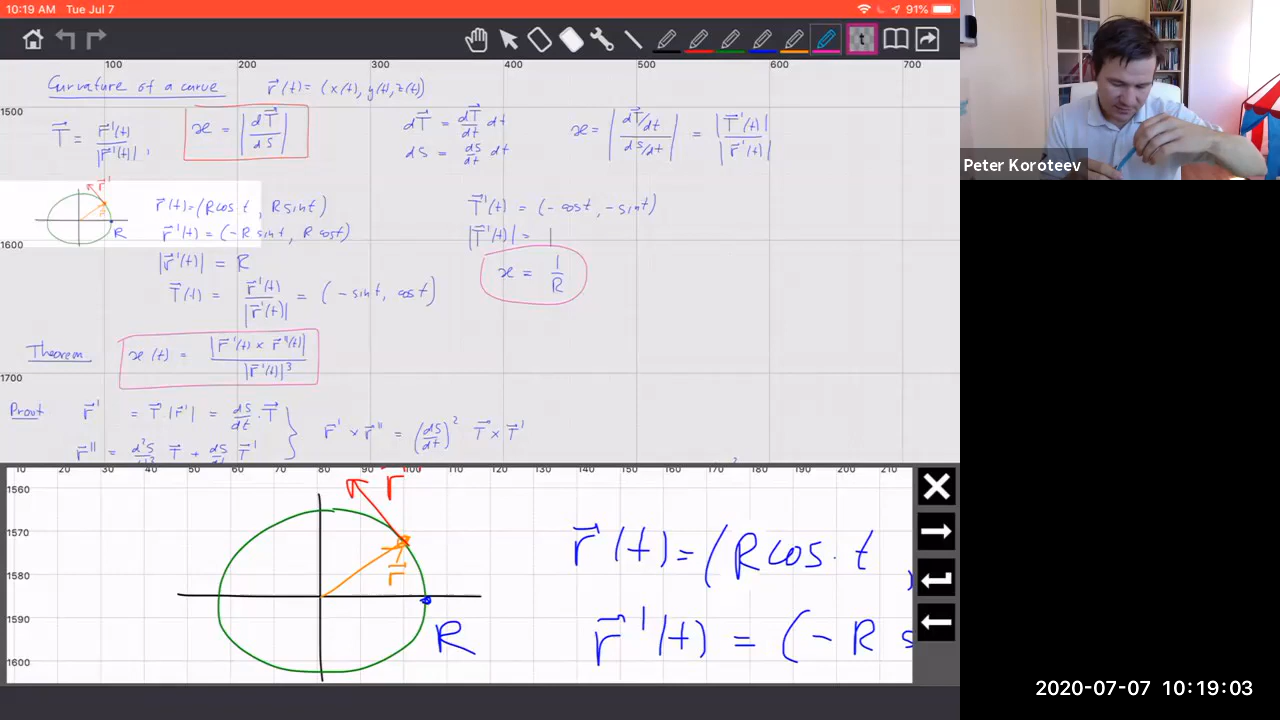 10:19 AM Tue Jul 7
91%
t
100 200 300 400 500 600 700
1500
1600
1700
Curvature of a curve r⃗(t) = (x(t), y(t), z(t))
T⃗ = r⃗'(t) / |r⃗'(t)| , ϰ = |dT⃗/ds|
dT⃗ = dT⃗/dt dt
ds = ds/dt dt
ϰ = |dT⃗/dt / ds/dt| = |T⃗'(t)| / |r⃗'(t)|
r⃗'
R
r⃗(t) = (R cos t, R sin t)
r⃗'(t) = (-R sin t, R cos t)
|r⃗'(t)| = R
T⃗(t) = r⃗'(t) / |r⃗'(t)| = (-sin t, cos t)
T⃗'(t) = (-cos t, -sin t)
|T⃗'(t)| = 1
ϰ = 1/R
Theorem ϰ(t) = |r⃗'(t) × r⃗''(t)| / |r⃗'(t)|³
Proof r⃗' = T⃗ |r⃗'| = ds/dt · T⃗
r⃗'' = d²s/dt² T⃗ + ds/dt T⃗'
r⃗' × r⃗'' = (ds/dt)² T⃗ × T⃗'
10 20 30 40 50 60 70 80 90 100 110 120 130 140 150 160 170 180 190 200 210
1560
1570
1580
1590
1600
r⃗
r⃗
R
r⃗(t) = (R cos t ,
r⃗'(t) = (- R s
Peter Koroteev
2020-07-07 10:19:03